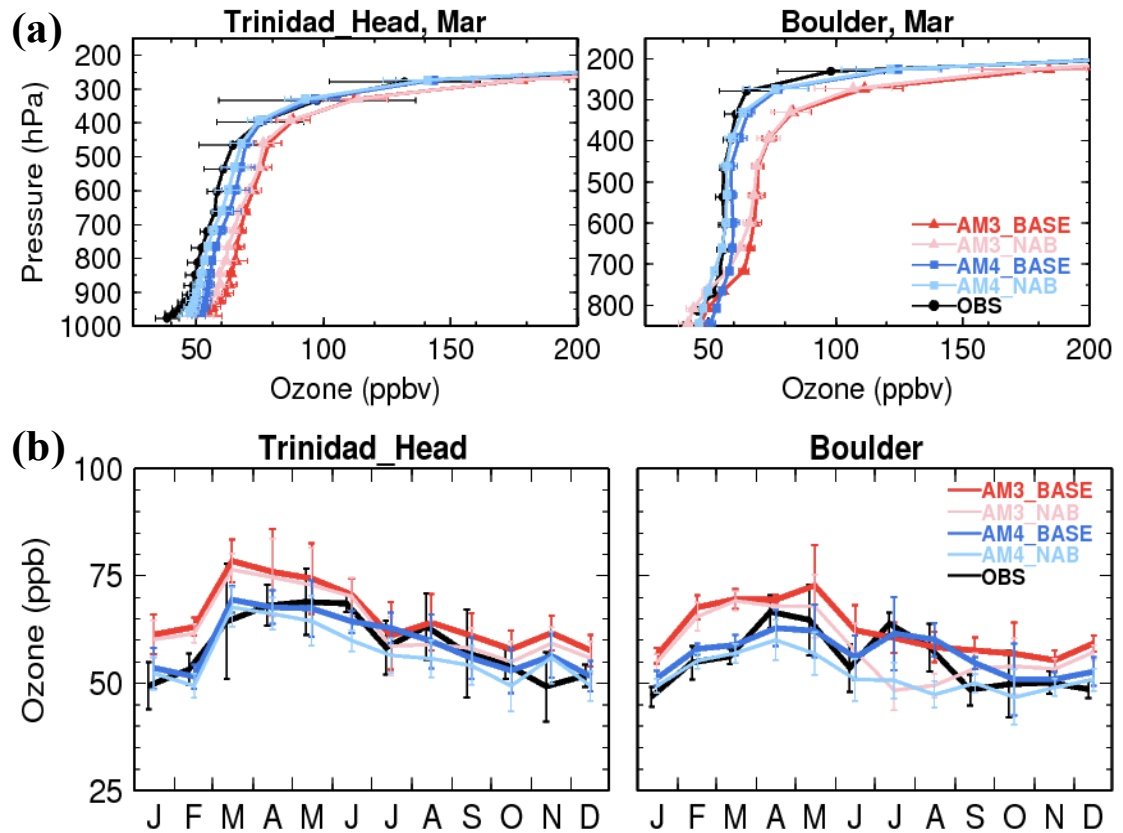 (a)
Trinidad_Head, Mar
Boulder, Mar
Pressure (hPa)
200
300
400
500
600
700
800
900
1000
50
100
150
200
Ozone (ppbv)
200
300
400
500
600
700
800
50
100
150
200
Ozone (ppbv)
AM3_BASE
AM3_NAB
AM4_BASE
AM4_NAB
OBS
(b)
Trinidad_Head
Boulder
Ozone (ppb)
100
75
50
25
J F M A M J J A S O N D
J F M A M J J A S O N D
AM3_BASE
AM3_NAB
AM4_BASE
AM4_NAB
OBS